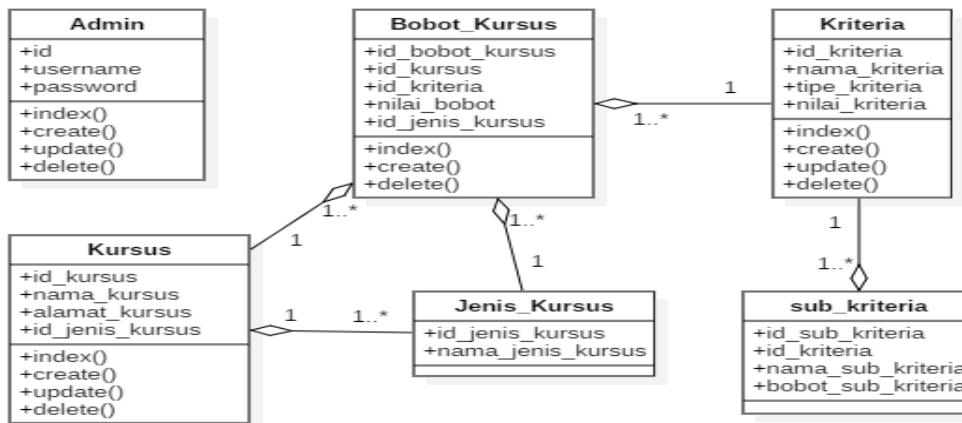 Admin
+id
+username
+password
+index()
+create()
+update()
+delete()
Bobot_Kursus
+id_bobot_kursus
+id_kursus
+id_kriteria
+nilai_bobot
+id_jenis_kursus
+index()
+create()
+delete()
Kriteria
+id_kriteria
+nama_kriteria
+tipe_kriteria
+nilai_kriteria
+index()
+create()
+update()
+delete()
1
1..*
1..*
1
1..*
1
1
1..*
Kursus
+id_kursus
+nama_kursus
+alamat_kursus
+id_jenis_kursus
+index()
+create()
+update()
+delete()
1
1..*
Jenis_Kursus
+id_jenis_kursus
+nama_jenis_kursus
sub_kriteria
+id_sub_kriteria
+id_kriteria
+nama_sub_kriteria
+bobot_sub_kriteria